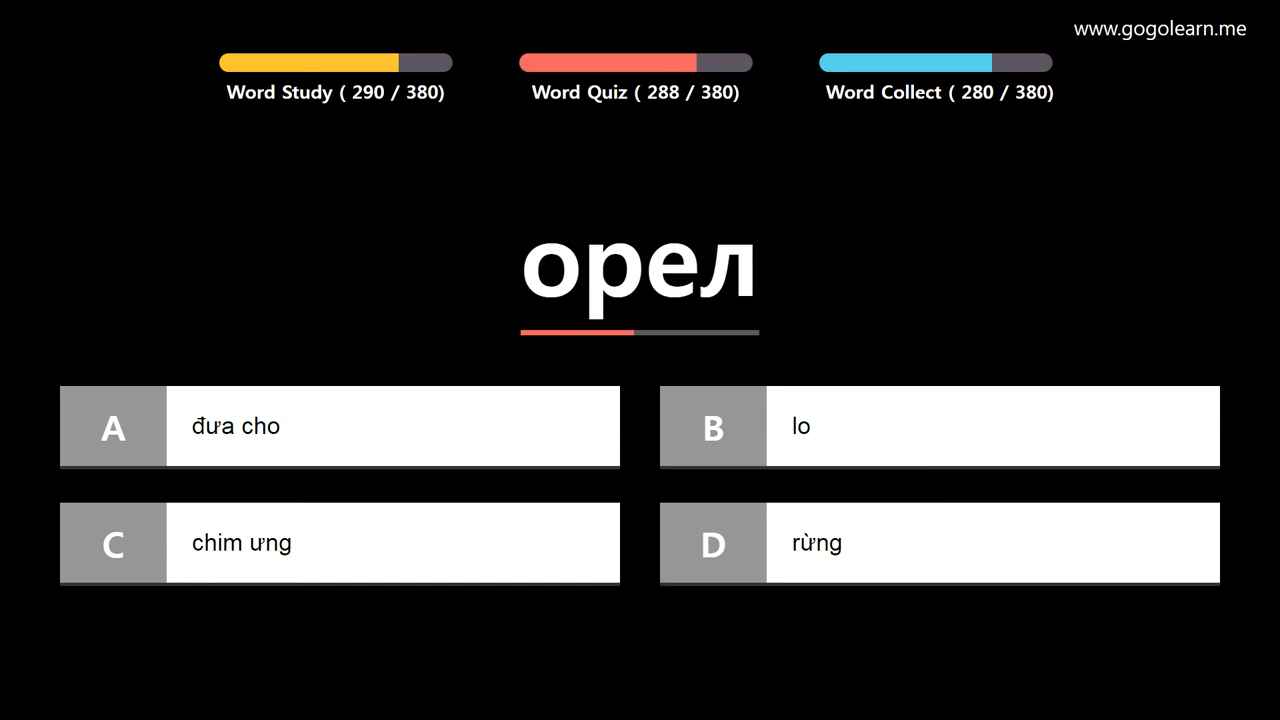 www.gogolearn.me
Word Study ( 290 / 380)
Word Quiz ( 288 / 380)
Word Collect ( 280 / 380)
орел
A đưa cho
B lo
C chim ưng
D rừng